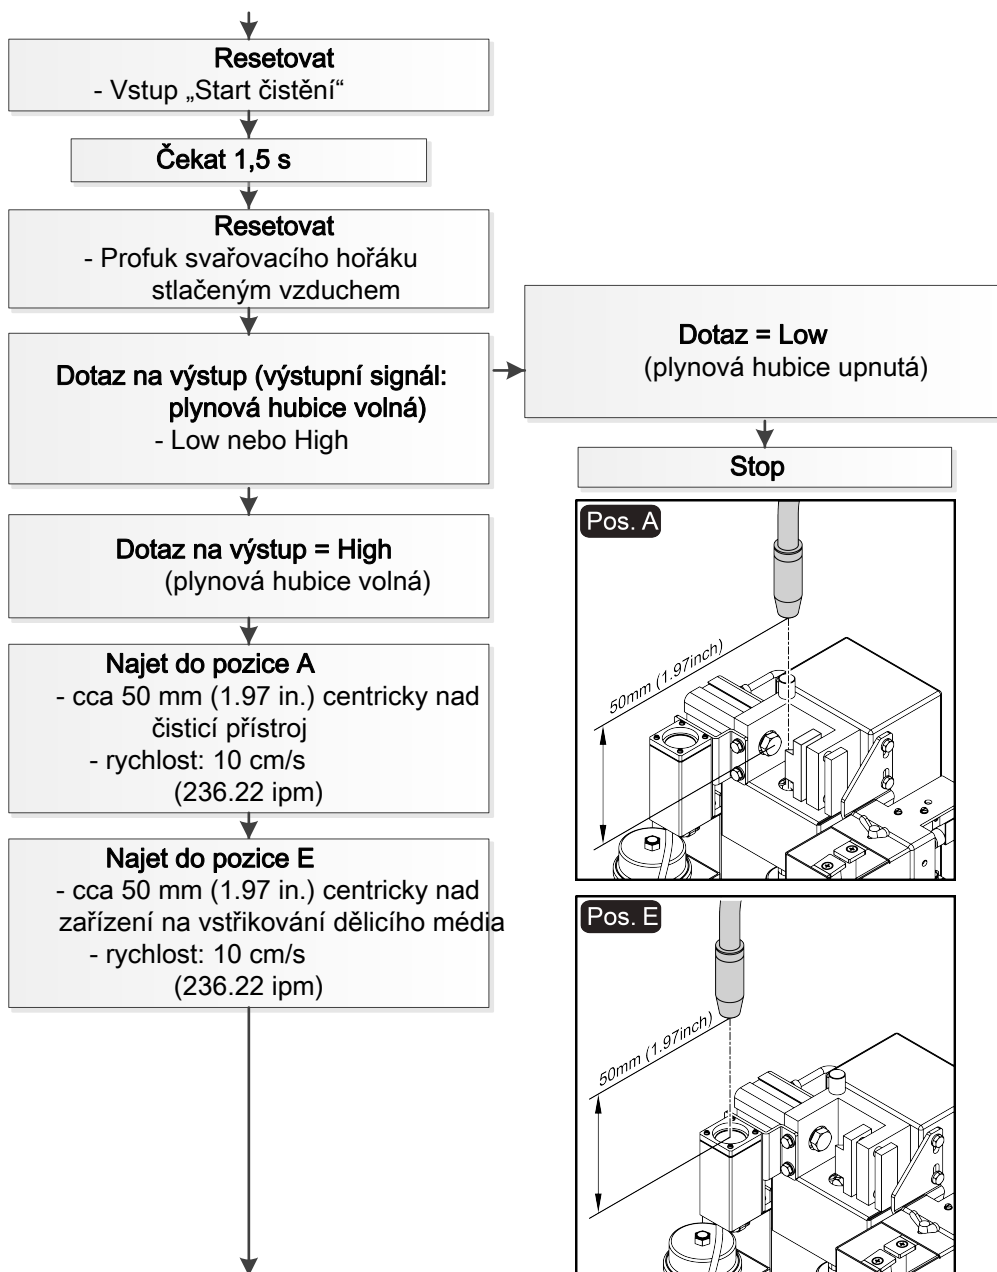 Resetovat
- Vstup „Start čistění“
Čekat 1,5 s
Resetovat
- Profuk svařovacího hořáku
stlačeným vzduchem
Dotaz na výstup (výstupní signál:
plynová hubice volná)
- Low nebo High
Dotaz = Low
(plynová hubice upnutá)
Stop
Dotaz na výstup = High
(plynová hubice volná)
Najet do pozice A
- cca 50 mm (1.97 in.) centricky nad
čisticí přístroj
- rychlost: 10 cm/s
(236.22 ipm)
Najet do pozice E
- cca 50 mm (1.97 in.) centricky nad
zařízení na vstřikování dělicího média
- rychlost: 10 cm/s
(236.22 ipm)
Pos. A
50mm (1.97inch)
Pos. E
50mm (1.97inch)